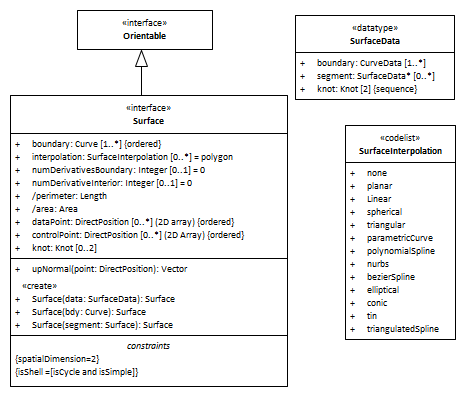 «interface»
Orientable
«interface»
Surface
+ boundary: Curve [1..*] {ordered}
+ interpolation: SurfaceInterpolation [0..*] = polygon
+ numDerivativesBoundary: Integer [0..1] = 0
+ numDerivativeInterior: Integer [0..1] = 0
+ /perimeter: Length
+ /area: Area
+ dataPoint: DirectPosition [0..*] (2D array) {ordered}
+ controlPoint: DirectPosition [0..*] (2D Array) {ordered}
+ knot: Knot [0..2]
+ upNormal(point: DirectPosition): Vector
«create»
+ Surface(data: SurfaceData): Surface
+ Surface(bdy: Curve): Surface
+ Surface(segment: Surface): Surface
constraints
{spatialDimension=2}
{isShell =[isCycle and isSimple]}
«datatype»
SurfaceData
+ boundary: CurveData [1..*]
+ segment: SurfaceData* [0..*]
+ knot: Knot [2] {sequence}
«codelist»
SurfaceInterpolation
+ none
+ planar
+ Linear
+ spherical
+ triangular
+ parametricCurve
+ polynomialSpline
+ nurbs
+ bezierSpline
+ elliptical
+ conic
+ tin
+ triangulatedSpline